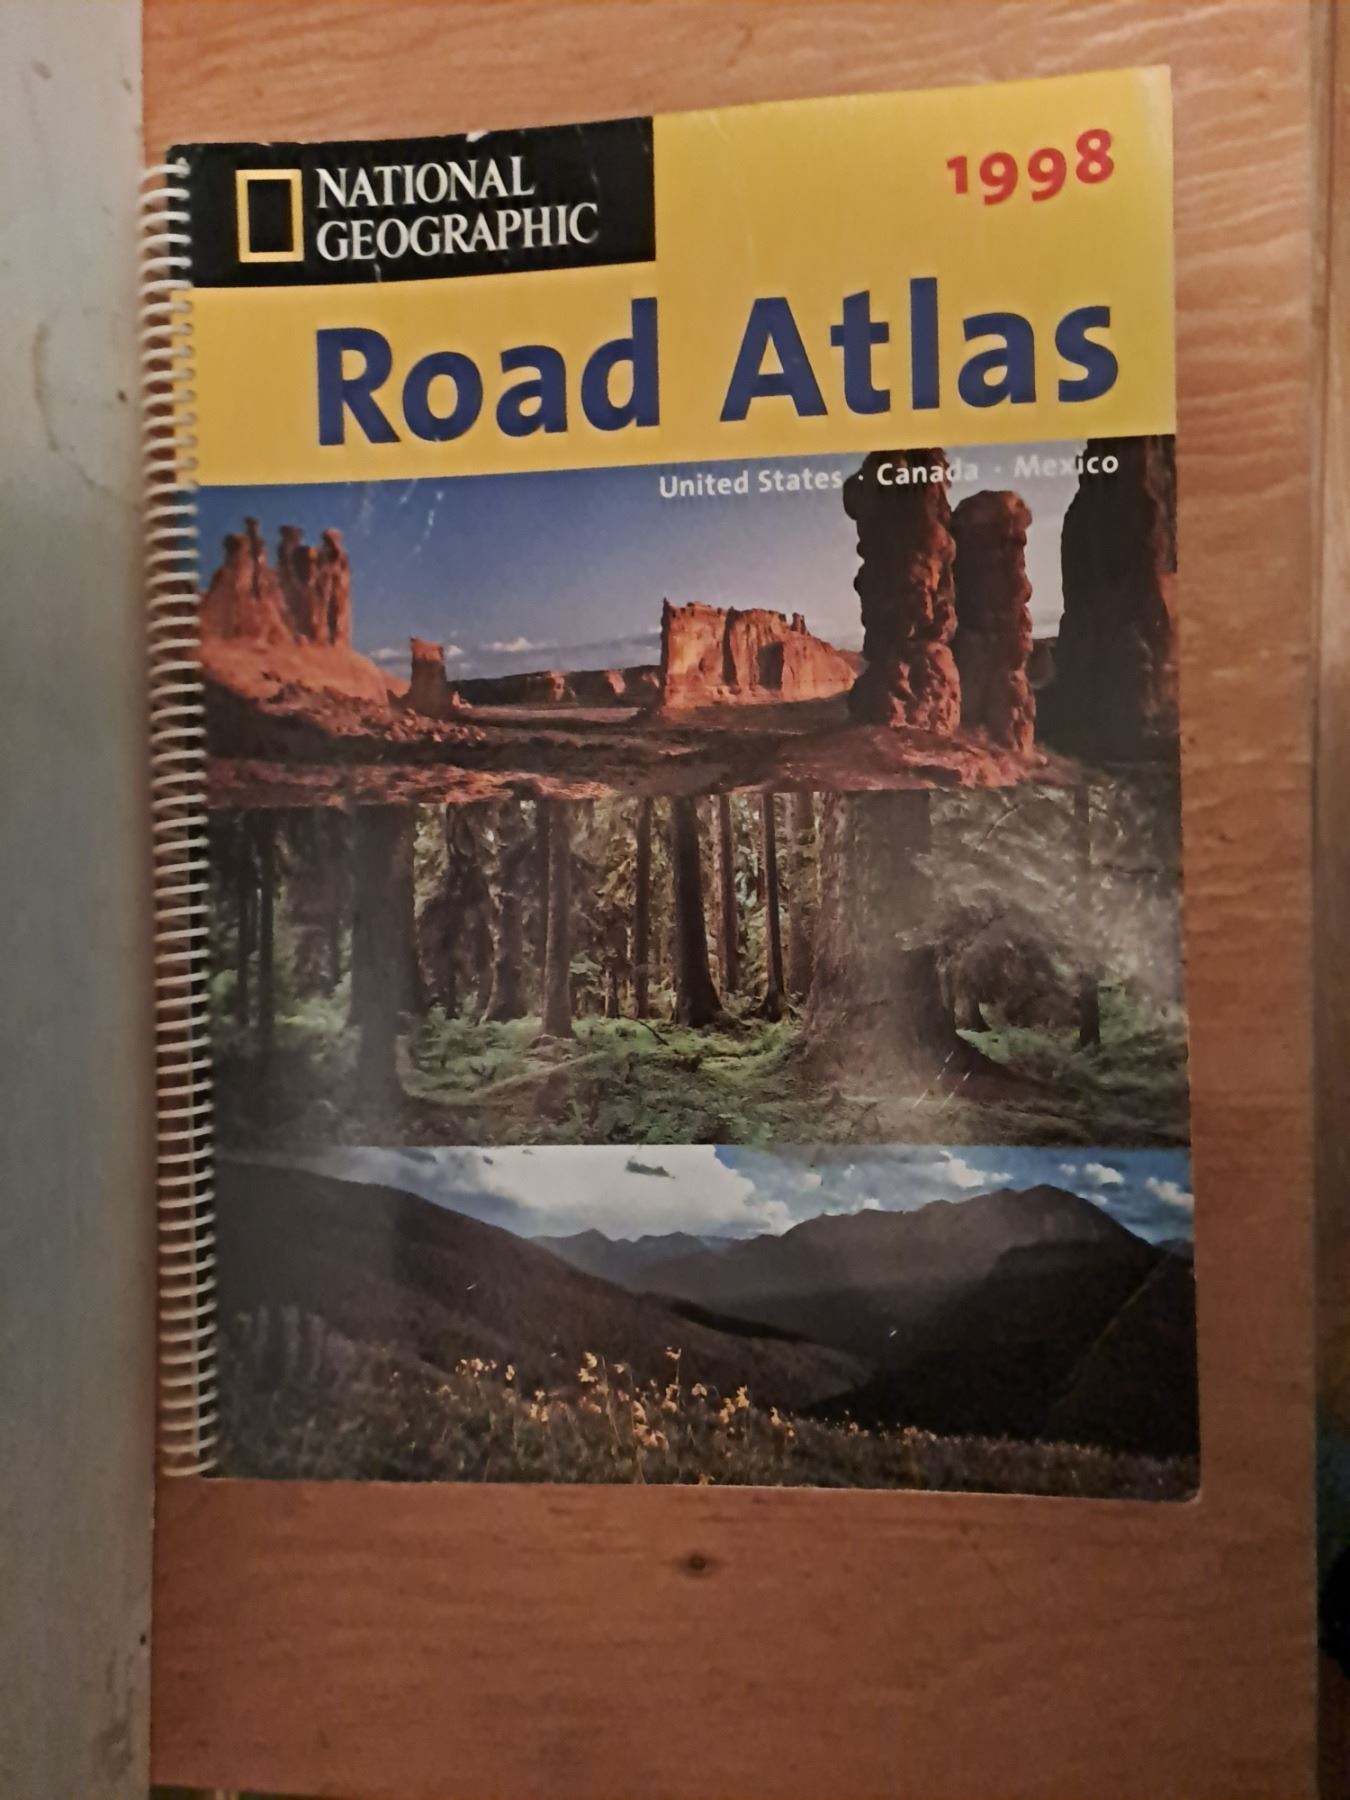 NATIONAL
GEOGRAPHIC
1998
Road Atlas
United States · Canada · Mexico